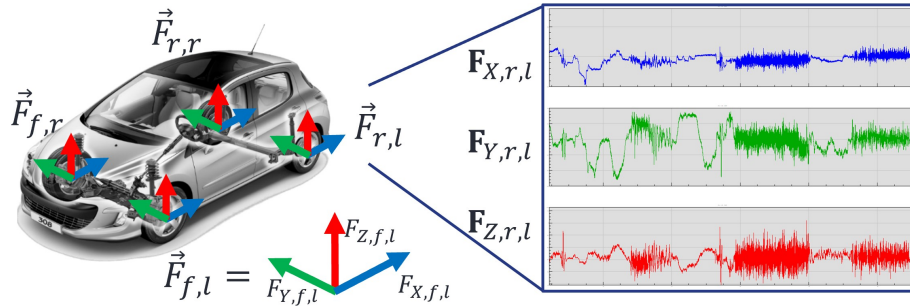 F⃗r,r
F⃗f,r
F⃗r,l
308
F⃗f,l =
FZ,f,l
FY,f,l
FX,f,l
FX,r,l
FY,r,l
FZ,r,l